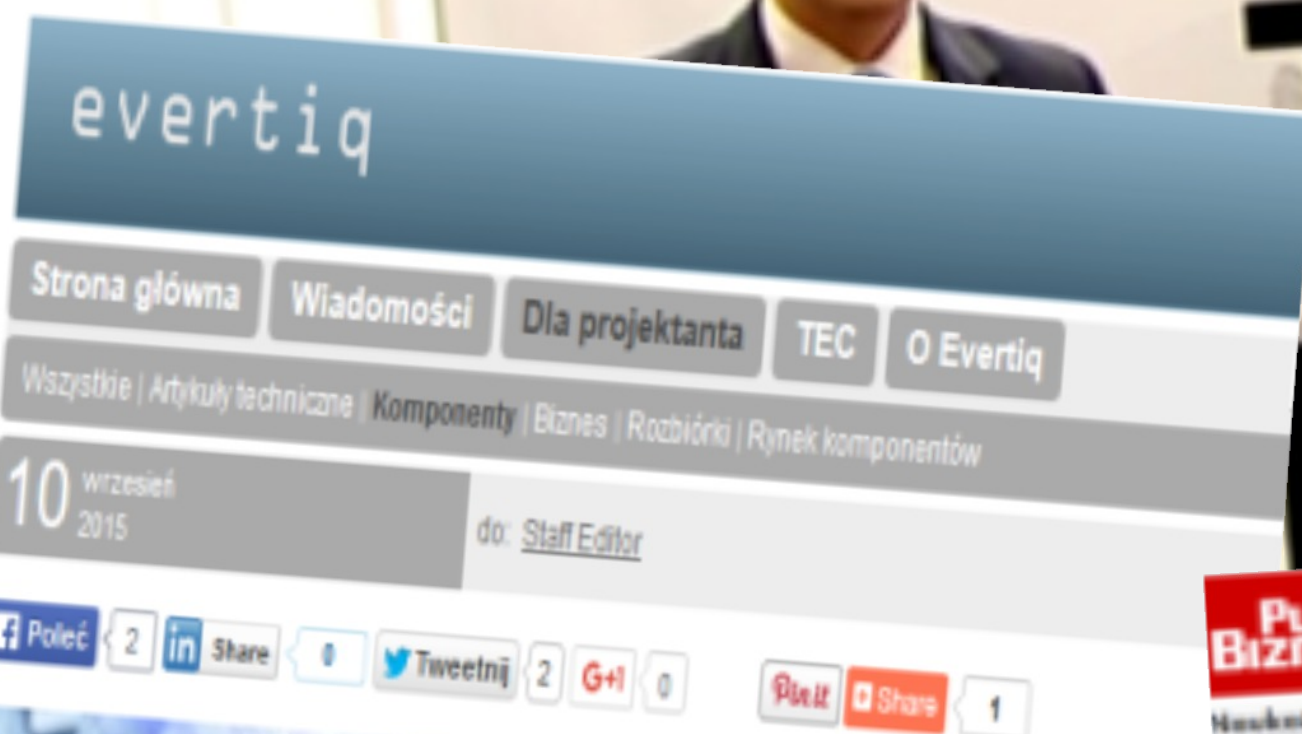 evertiq
Strona główna Wiadomości Dla projektanta TEC O Evertiq
Wszystkie | Artykuły techniczne | Komponenty | Biznes | Rozbiórki | Rynek komponentów
10 wrzesień
2015
do: Staff Editor
Poleć 2 Share 0 Tweetnij 2 G+1 0 Pin it Share 1